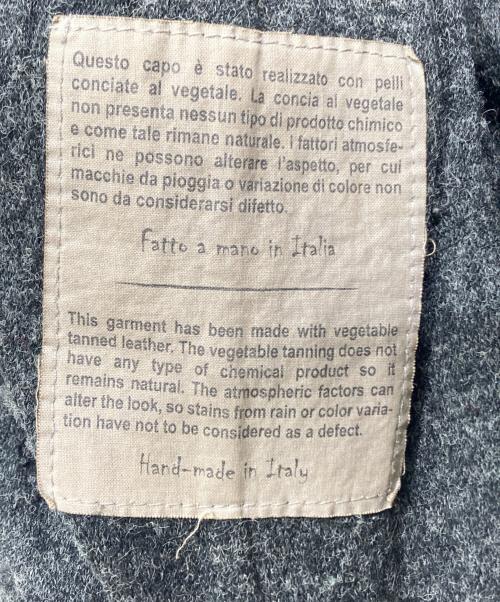 Questo capo è stato realizzato con pelli
conciate al vegetale. La concia al vegetale
non presenta nessun tipo di prodotto chimico
e come tale rimane naturale. I fattori atmosfe-
rici ne possono alterare l'aspetto, per cui
macchie da pioggia o variazione di colore non
sono da considerarsi difetto.
Fatto a mano in Italia
This garment has been made with vegetable
tanned leather. The vegetable tanning does not
have any type of chemical product so it
remains natural. The atmospheric factors can
alter the look, so stains from rain or color varia-
tion have not to be considered as a defect.
Hand-made in Italy